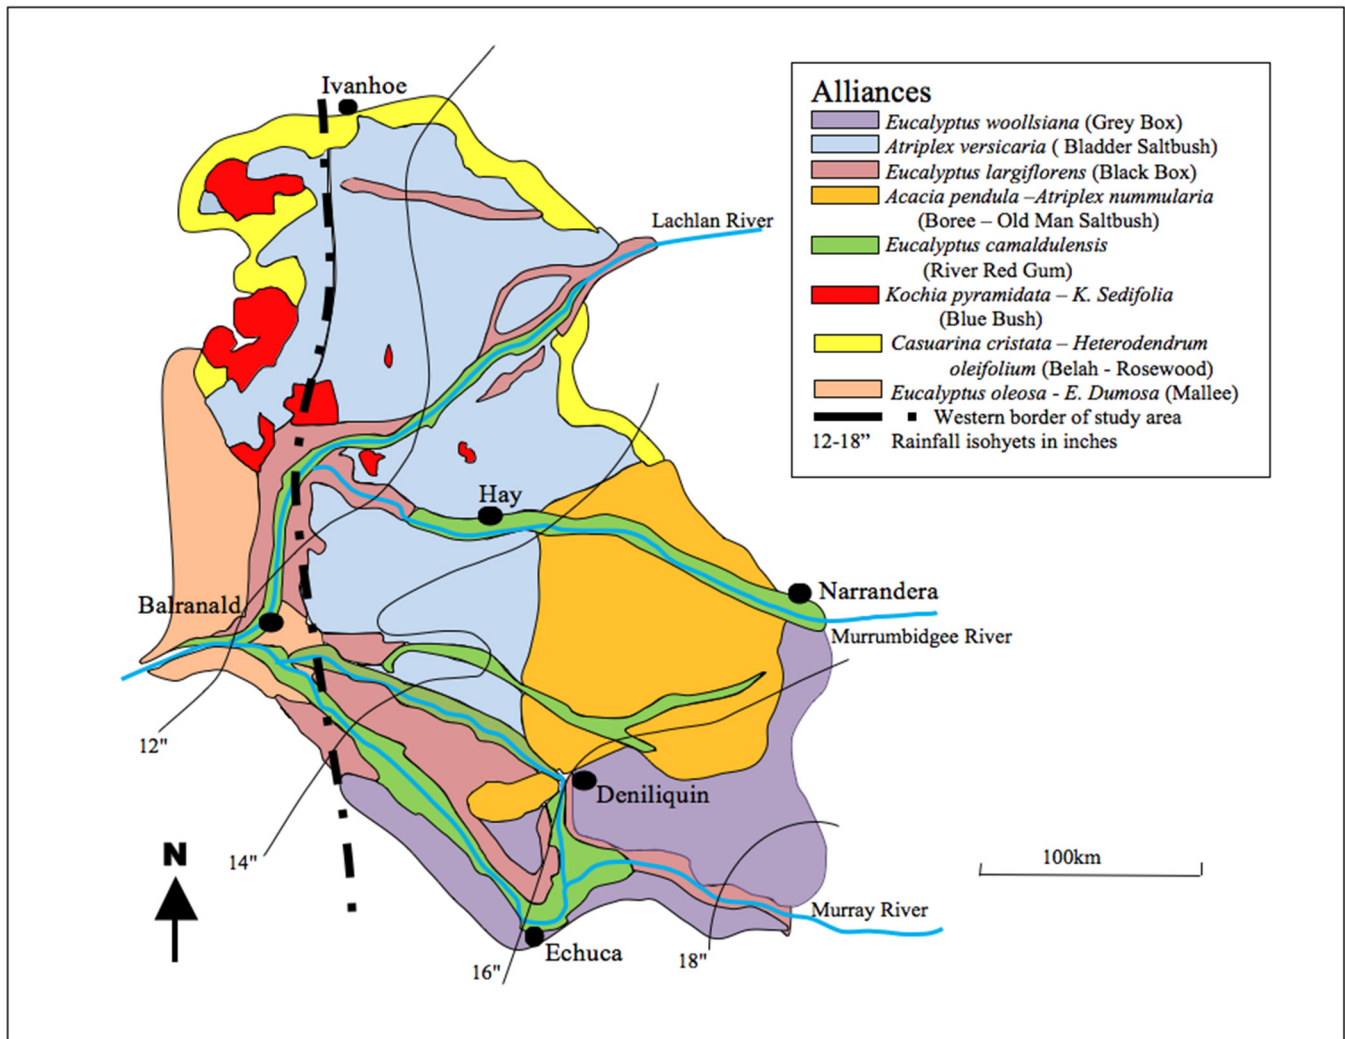 Ivanhoe
Alliances
Eucalyptus woollsiana (Grey Box)
Atriplex versicaria ( Bladder Saltbush)
Eucalyptus largiflorens (Black Box)
Acacia pendula –Atriplex nummularia
(Boree – Old Man Saltbush)
Eucalyptus camaldulensis
(River Red Gum)
Kochia pyramidata – K. Sedifolia
(Blue Bush)
Casuarina cristata – Heterodendrum
oleifolium (Belah - Rosewood)
Eucalyptus oleosa - E. Dumosa (Mallee)
Western border of study area
12-18” Rainfall isohyets in inches
Lachlan River
Hay
Narrandera
Balranald
Murrumbidgee River
12"
Deniliquin
N
14"
100km
Murray River
Echuca
16"
18"